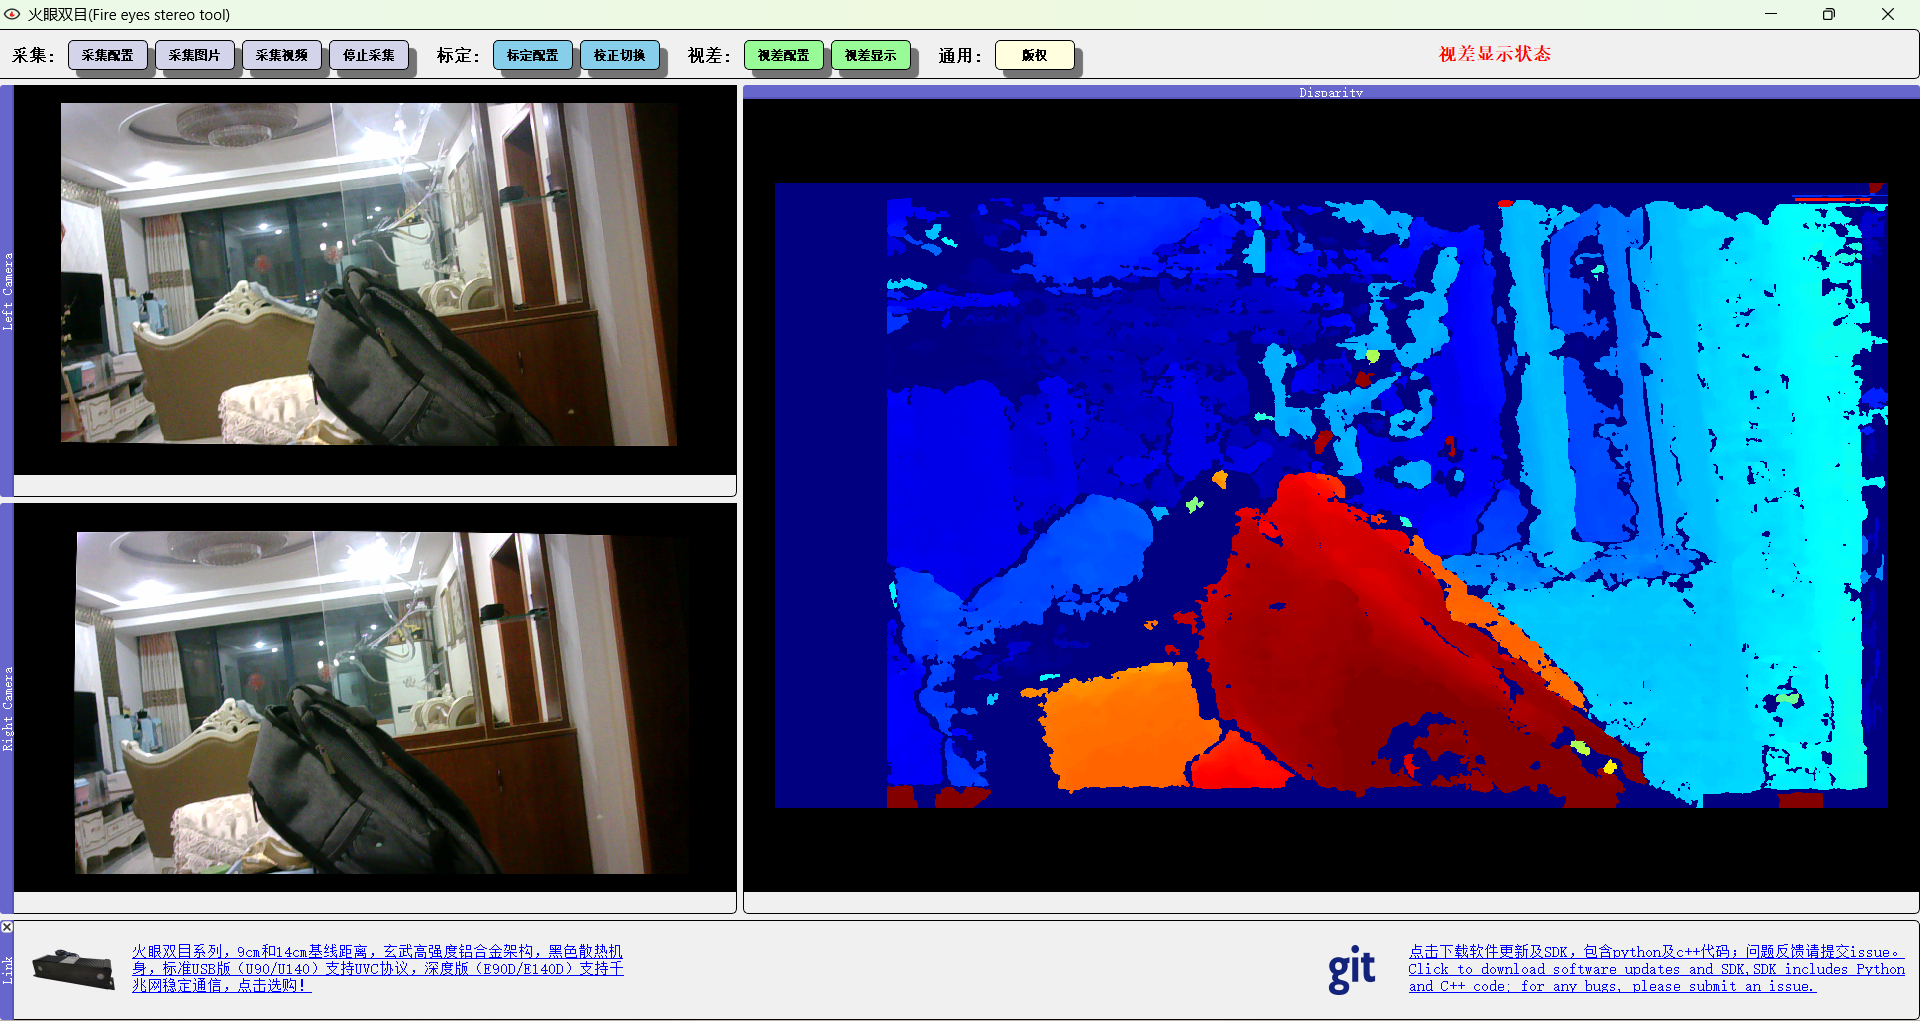 火眼双目(Fire eyes stereo tool)
采集： 采集配置 采集图片 采集视频 停止采集 标定： 标定配置 校正切换 视差： 视差配置 视差显示 通用： 版权 视差显示状态
Left Camera
Disparity
Right Camera
Link
火眼双目系列，9cm和14cm基线距离，玄武高强度铝合金架构，黑色散热机
身，标准USB版（U90/U140）支持UVC协议，深度版（E90D/E140D）支持千
兆网稳定通信，点击选购！
git
点击下载软件更新及SDK，包含python及c++代码；问题反馈请提交issue。
Click to download software updates and SDK,SDK includes Python
and C++ code; for any bugs, please submit an issue.